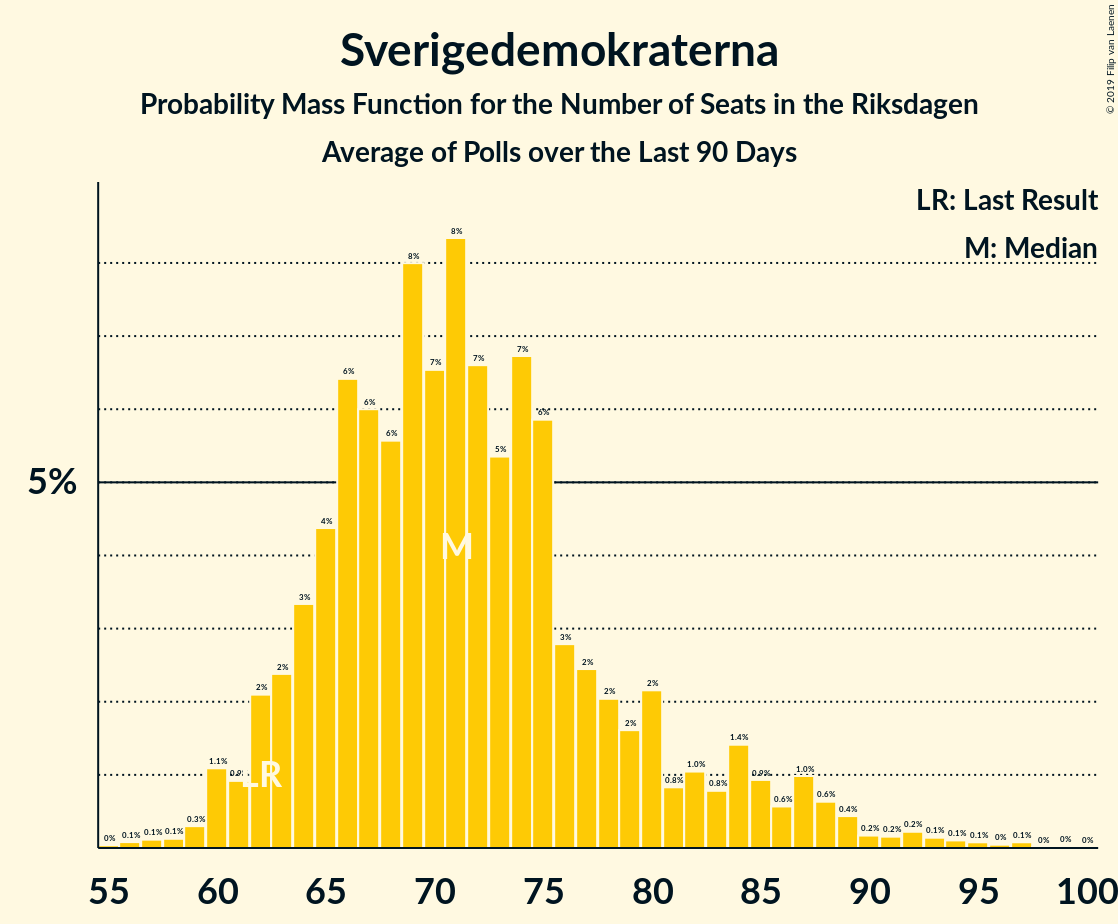 Sverigedemokraterna
Probability Mass Function for the Number of Seats in the Riksdagen
Average of Polls over the Last 90 Days
© 2019 Filip van Laenen
LR: Last Result
M: Median
5%
0% 0.1% 0.1% 0.1% 0.3% 1.1% 0.9% 2% 2% 3% 4% 6% 6% 6% 8% 7% 8% 7% 5% 7% 6% 3% 2% 2% 2% 2% 0.8% 1.0% 0.8% 1.4% 0.9% 0.6% 1.0% 0.6% 0.4% 0.2% 0.2% 0.2% 0.1% 0.1% 0.1% 0% 0.1% 0% 0% 0%
M
LR
55 60 65 70 75 80 85 90 95 100